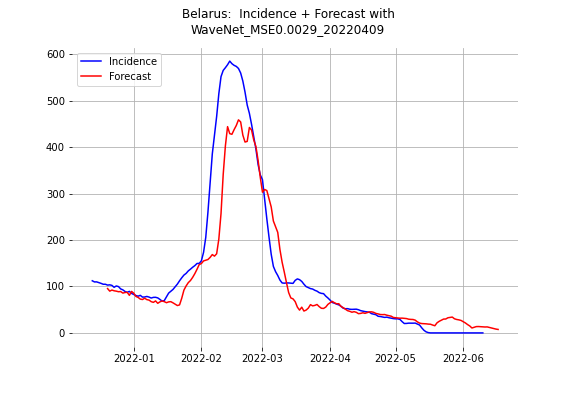 Belarus:  Incidence + Forecast with
WaveNet_MSE0.0029_20220409
Incidence
Forecast
600
500
400
300
200
100
0
2022-01 2022-02 2022-03 2022-04 2022-05 2022-06